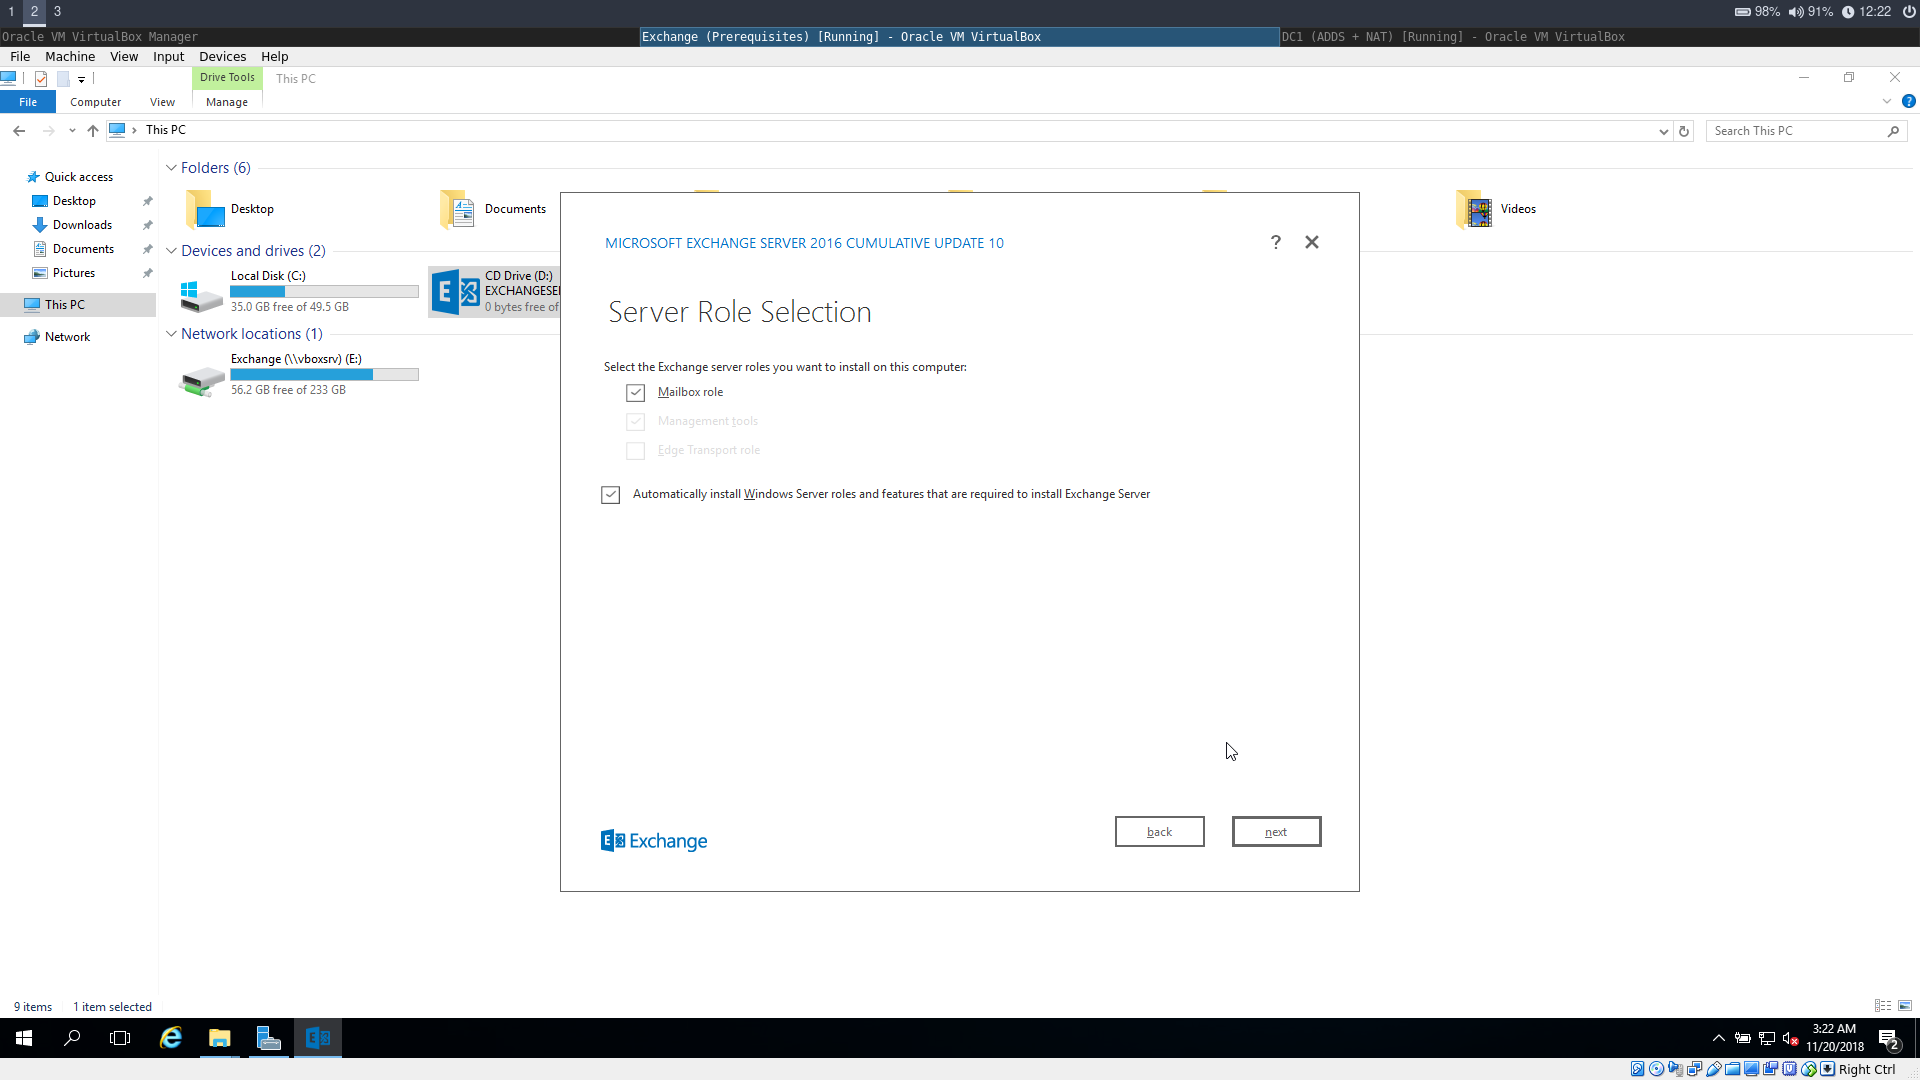 1 2 3
98% 91% 12:22
Oracle VM VirtualBox Manager
Exchange (Prerequisites) [Running] - Oracle VM VirtualBox
DC1 (ADDS + NAT) [Running] - Oracle VM VirtualBox
File Machine View Input Devices Help
Drive Tools This PC
File Computer View Manage
This PC
Search This PC
Quick access
Desktop
Downloads
Documents
Pictures
This PC
Network
Folders (6)
Desktop
Documents
Videos
Devices and drives (2)
Local Disk (C:)
35.0 GB free of 49.5 GB
CD Drive (D:)
EXCHANGESE
0 bytes free of
Network locations (1)
Exchange (\\vboxsrv) (E:)
56.2 GB free of 233 GB
MICROSOFT EXCHANGE SERVER 2016 CUMULATIVE UPDATE 10
?
Server Role Selection
Select the Exchange server roles you want to install on this computer:
Mailbox role
Management tools
Edge Transport role
Automatically install Windows Server roles and features that are required to install Exchange Server
E Exchange
back
next
9 items 1 item selected
3:22 AM
11/20/2018
2
Right Ctrl